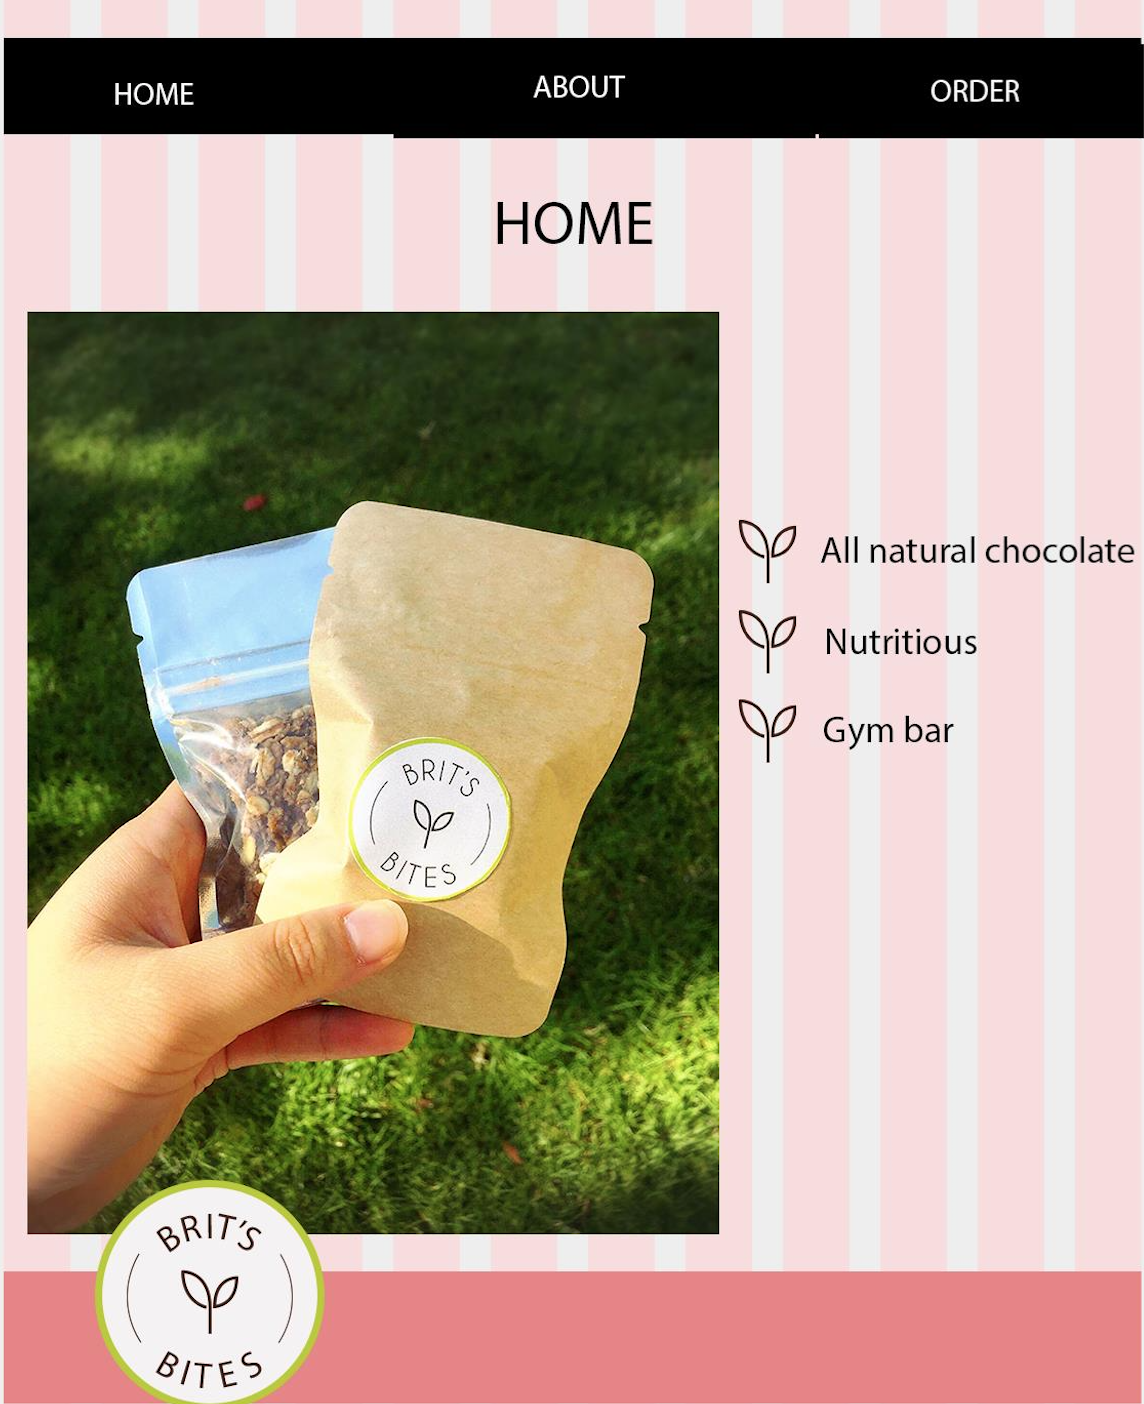 HOME
ABOUT
ORDER
HOME
All natural chocolate
Nutritious
Gym bar
BRIT'S
BITES
BRIT'S
BITES